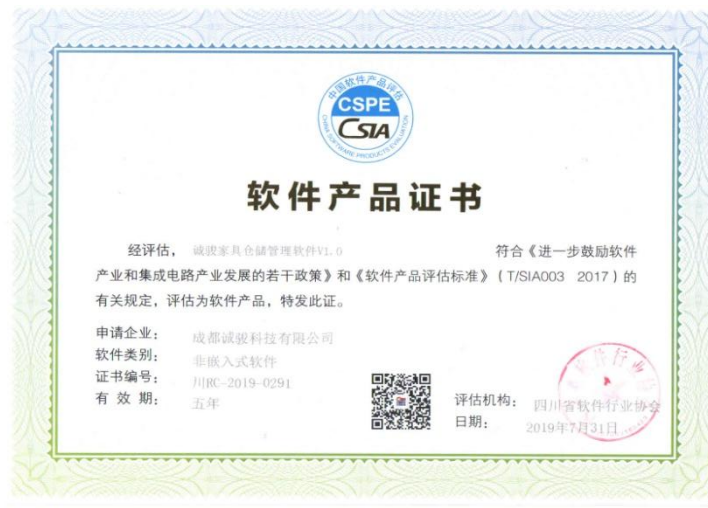 中国软件产品评估
CSPE
CSIA
CHINA SOFTWARE PRODUCTS EVALUATION
软件产品证书
经评估， 诚骏家具仓储管理软件V1.0 符合《进一步鼓励软件
产业和集成电路产业发展的若干政策》和《软件产品评估标准》（T/SIA003 2017）的
有关规定，评估为软件产品，特发此证。
申请企业： 成都诚骏科技有限公司
软件类别： 非嵌入式软件
证书编号： 川RC-2019-0291
有 效 期： 五年
评估机构： 四川省软件行业协会
日期： 2019年7月31日